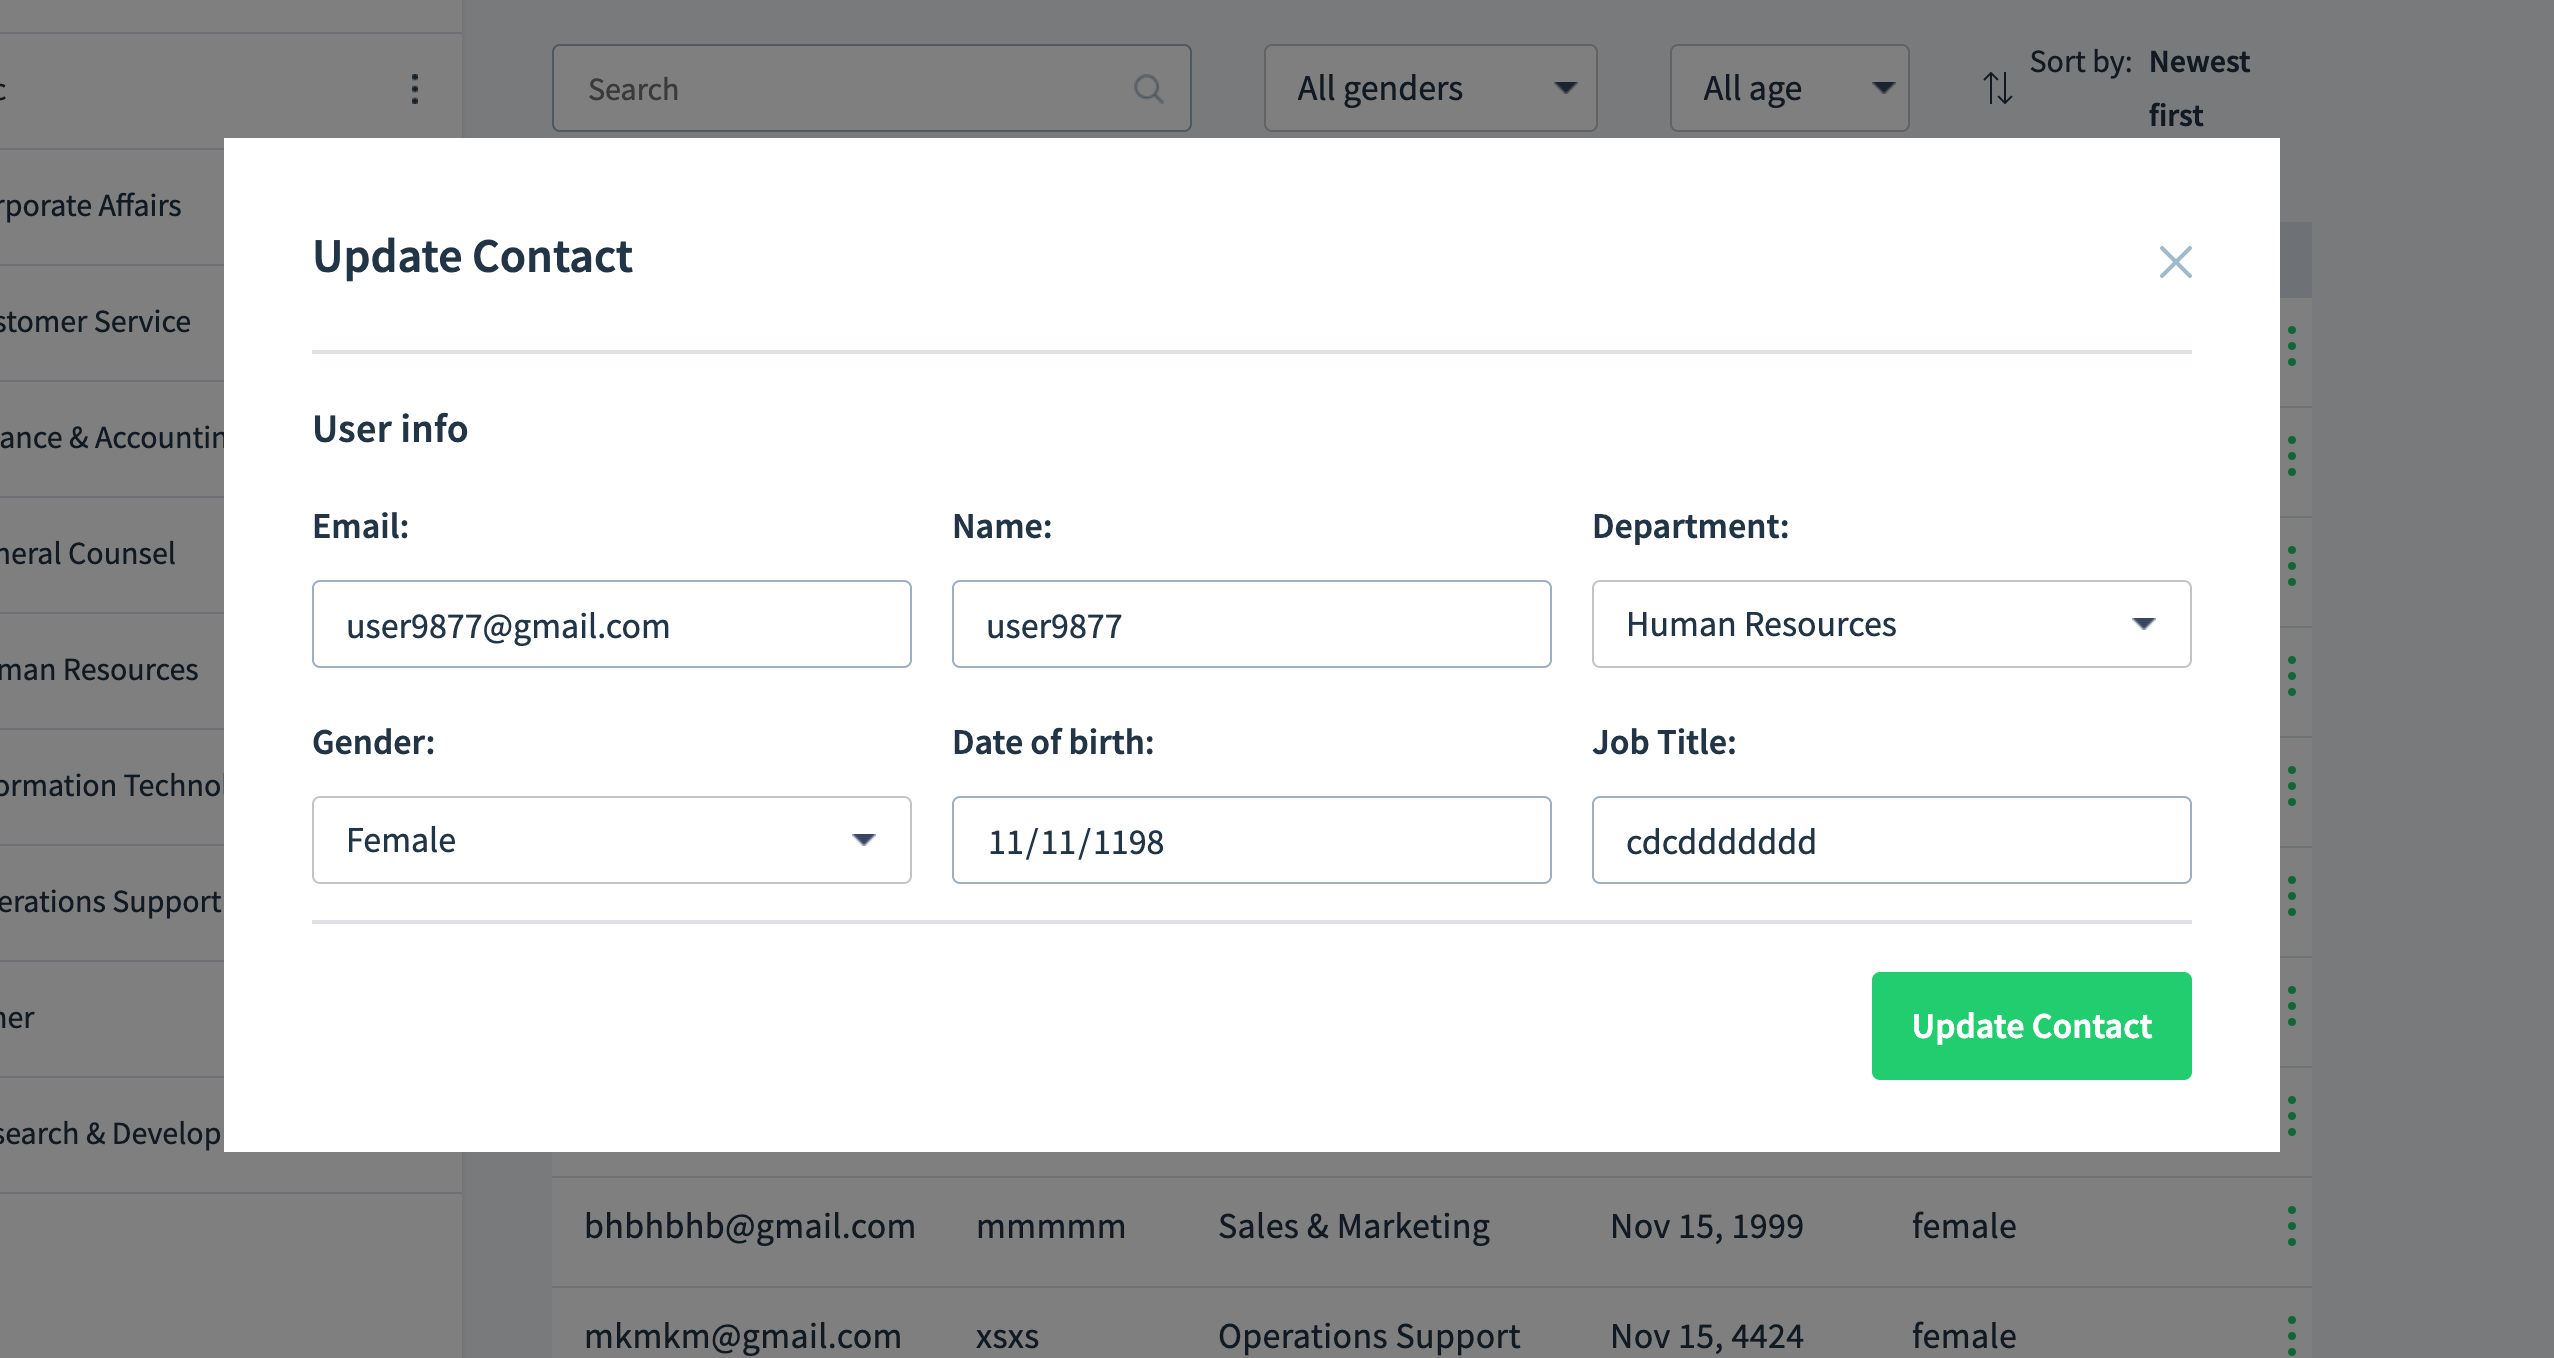 Search
All genders
All age
Sort by: Newest
first
c
rporate Affairs
stomer Service
ance & Accountin
neral Counsel
man Resources
ormation Techno
erations Support
ner
search & Develop
Update Contact
User info
Email: Name: Department:
user9877@gmail.com user9877 Human Resources
Gender: Date of birth: Job Title:
Female 11/11/1198 cdcddddddd
Update Contact
bhbhbhb@gmail.com mmmmm Sales & Marketing Nov 15, 1999 female
mkmkm@gmail.com xsxs Operations Support Nov 15, 4424 female